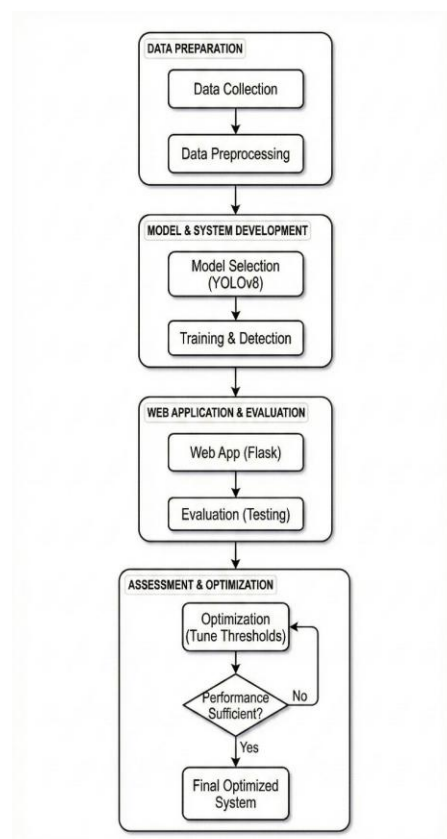 DATA PREPARATION
Data Collection
Data Preprocessing
MODEL & SYSTEM DEVELOPMENT
Model Selection
(YOLOv8)
Training & Detection
WEB APPLICATION & EVALUATION
Web App (Flask)
Evaluation (Testing)
ASSESSMENT & OPTIMIZATION
Optimization
(Tune Thresholds)
Performance
Sufficient?
No
Yes
Final Optimized
System